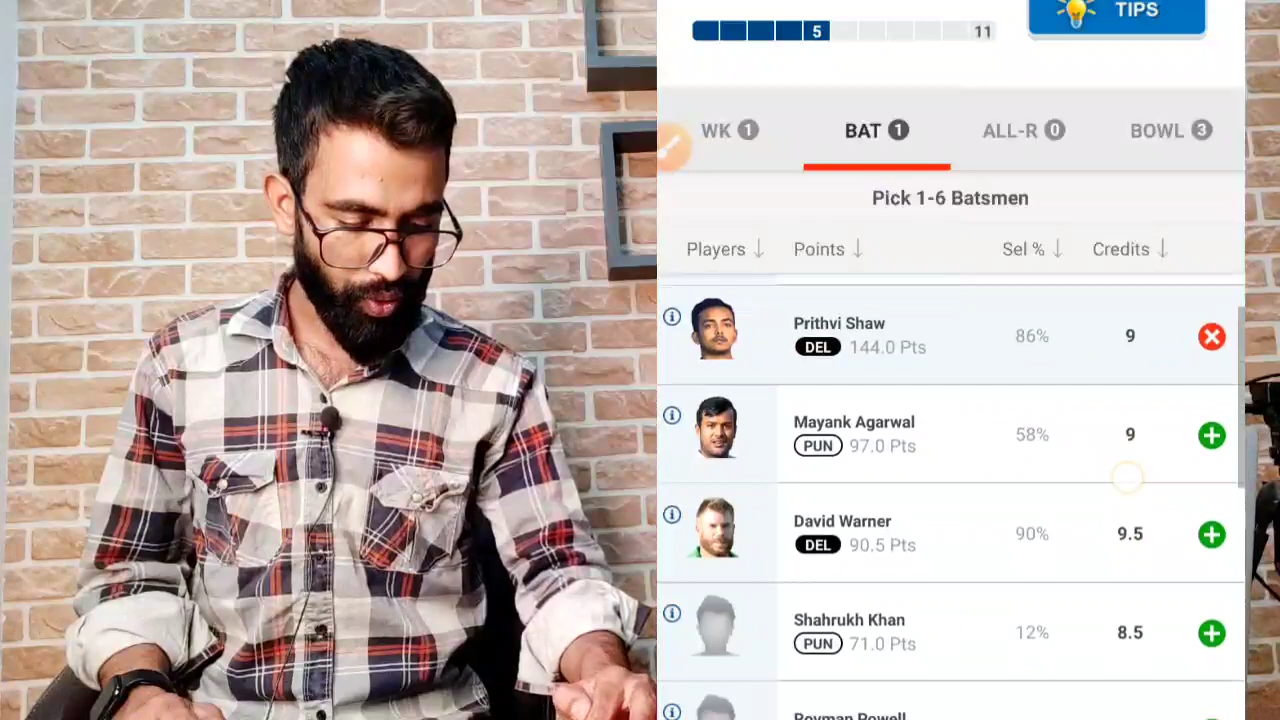 TIPS
5 11
WK 1 BAT 1 ALL-R 0 BOWL 3
Pick 1-6 Batsmen
Players ↓ Points ↓ Sel % ↓ Credits ↓
Prithvi Shaw
DEL 144.0 Pts 86% 9
Mayank Agarwal
PUN 97.0 Pts 58% 9
David Warner
DEL 90.5 Pts 90% 9.5
Shahrukh Khan
PUN 71.0 Pts 12% 8.5
Rovman Powell